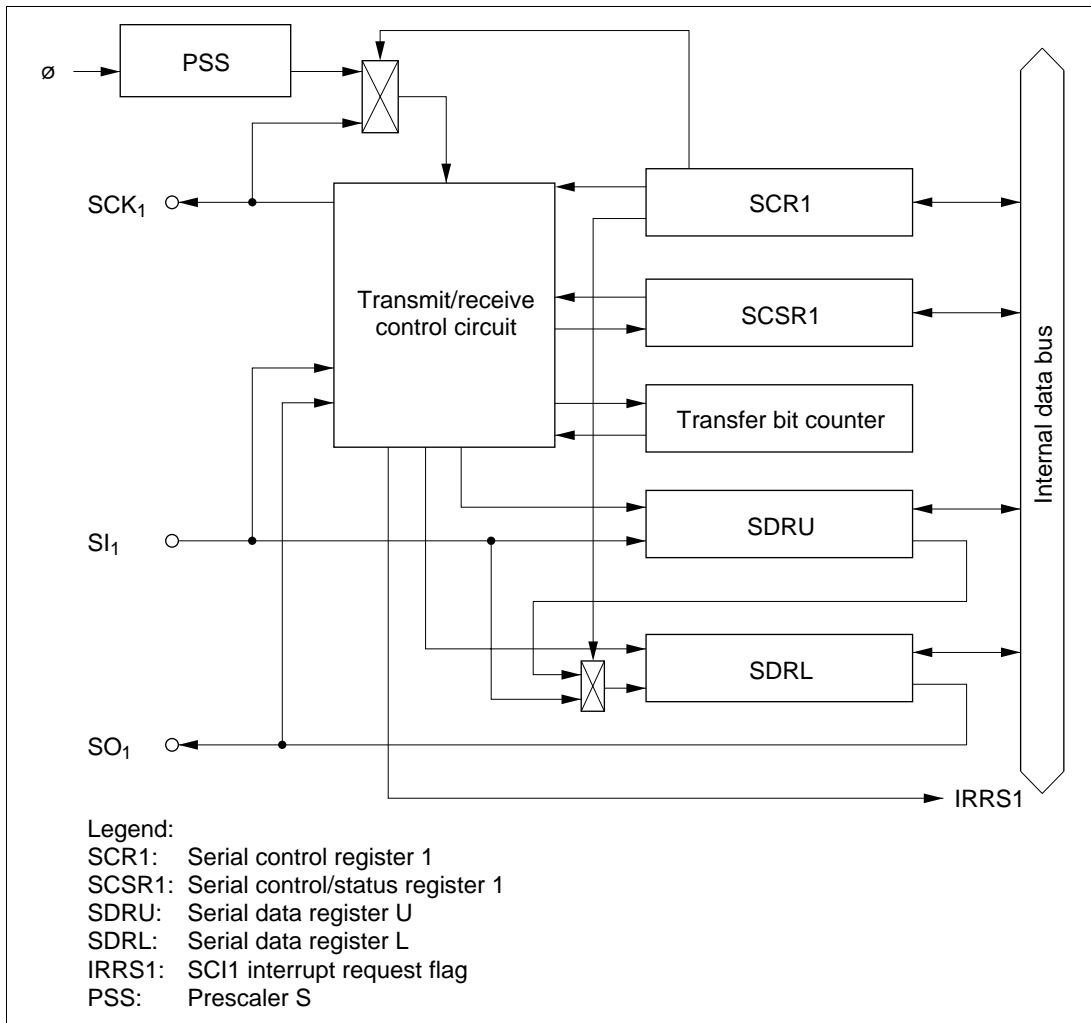 PSS
ø
SCK1
SCR1
Transmit/receive
control circuit
SCSR1
Transfer bit counter
Internal data bus
SI1
SDRU
SDRL
SO1
IRRS1
Legend:
SCR1: Serial control register 1
SCSR1: Serial control/status register 1
SDRU: Serial data register U
SDRL: Serial data register L
IRRS1: SCI1 interrupt request flag
PSS: Prescaler S